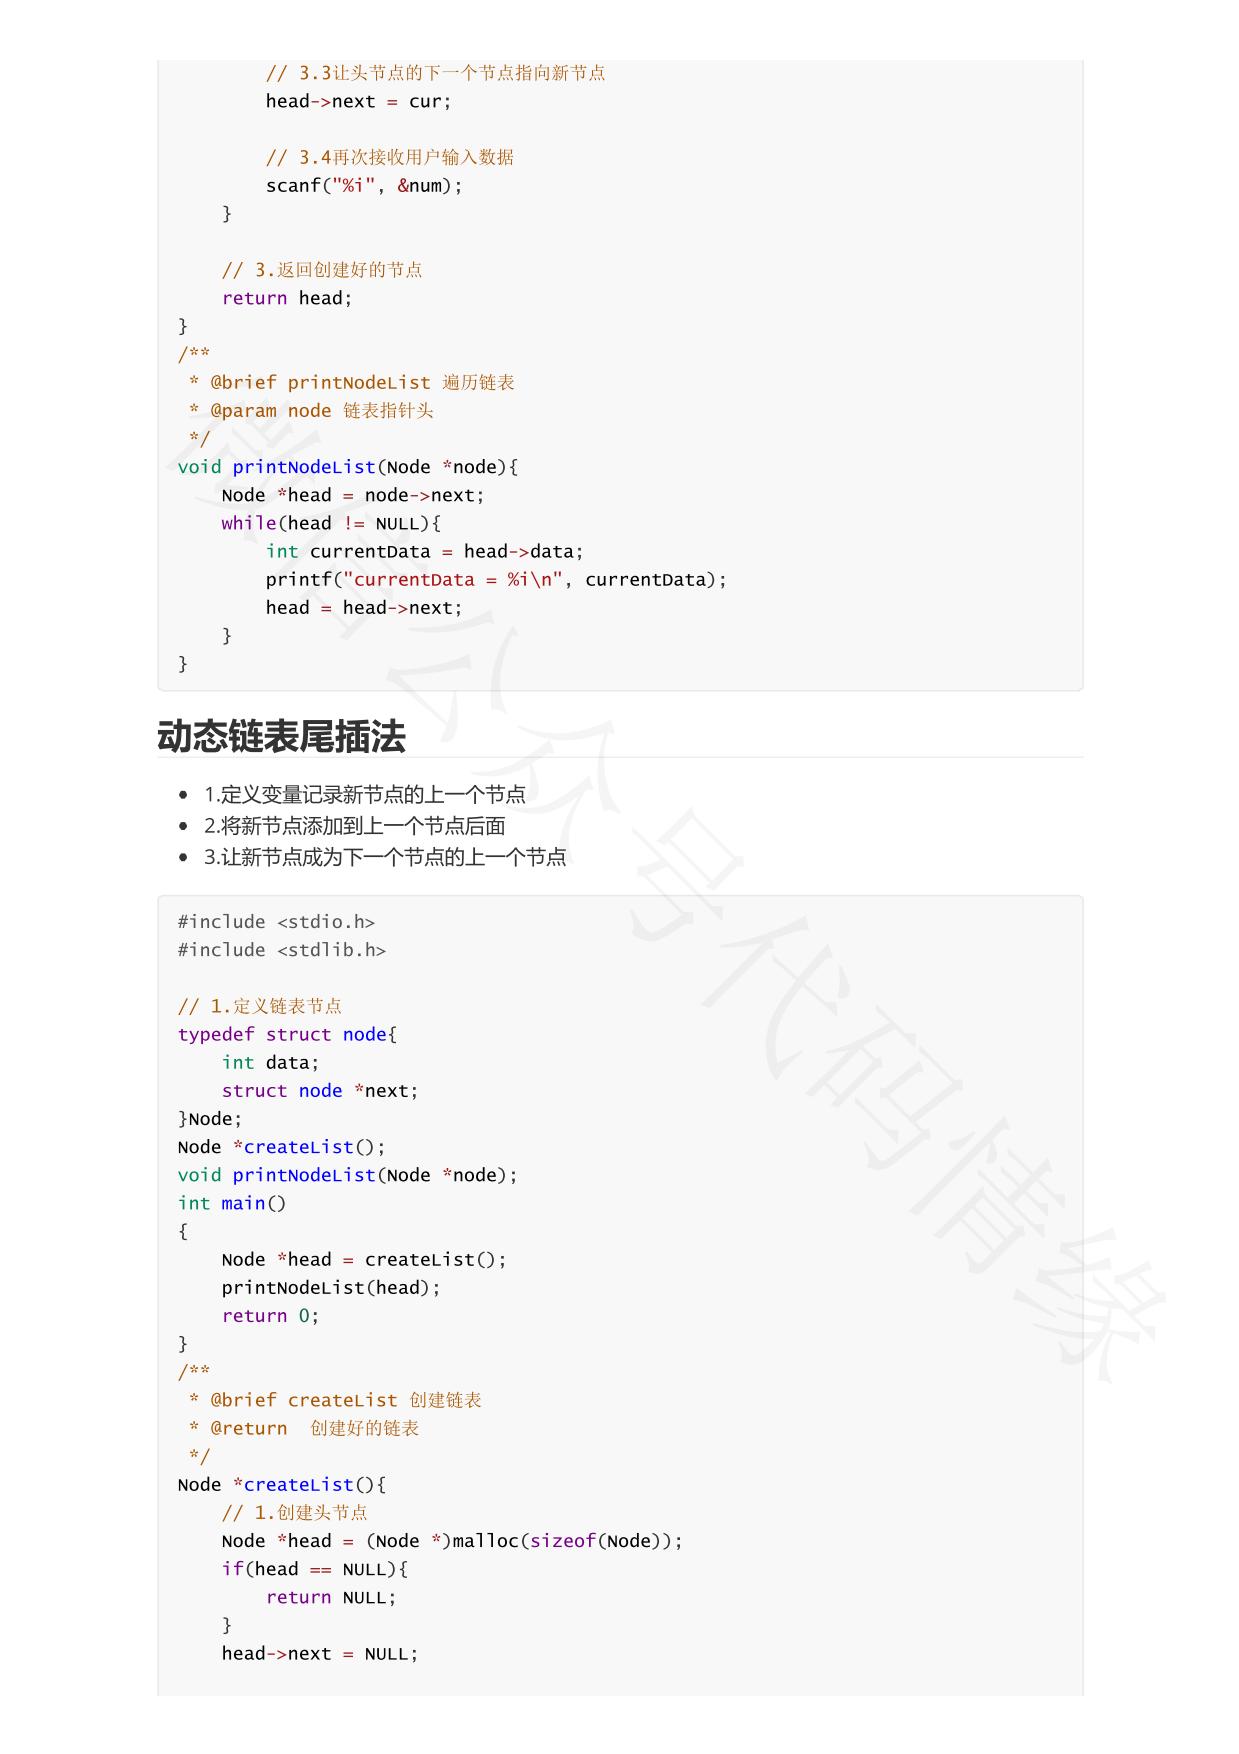 // 3.3让头节点的下一个节点指向新节点
head->next = cur;
// 3.4再次接收用户输入数据
scanf("%i", &num);
}
// 3.返回创建好的节点
return head;
}
/**
* @brief printNodeList 遍历链表
* @param node 链表指针头
*/
void printNodeList(Node *node){
Node *head = node->next;
while(head != NULL){
int currentData = head->data;
printf("currentData = %i\n", currentData);
head = head->next;
}
}
动态链表尾插法
• 1.定义变量记录新节点的上一个节点
• 2.将新节点添加到上一个节点后面
• 3.让新节点成为下一个节点的上一个节点
#include <stdio.h>
#include <stdlib.h>
// 1.定义链表节点
typedef struct node{
int data;
struct node *next;
}Node;
Node *createList();
void printNodeList(Node *node);
int main()
{
Node *head = createList();
printNodeList(head);
return 0;
}
/**
* @brief createList 创建链表
* @return  创建好的链表
*/
Node *createList(){
// 1.创建头节点
Node *head = (Node *)malloc(sizeof(Node));
if(head == NULL){
return NULL;
}
head->next = NULL;
微信公众号代码情缘